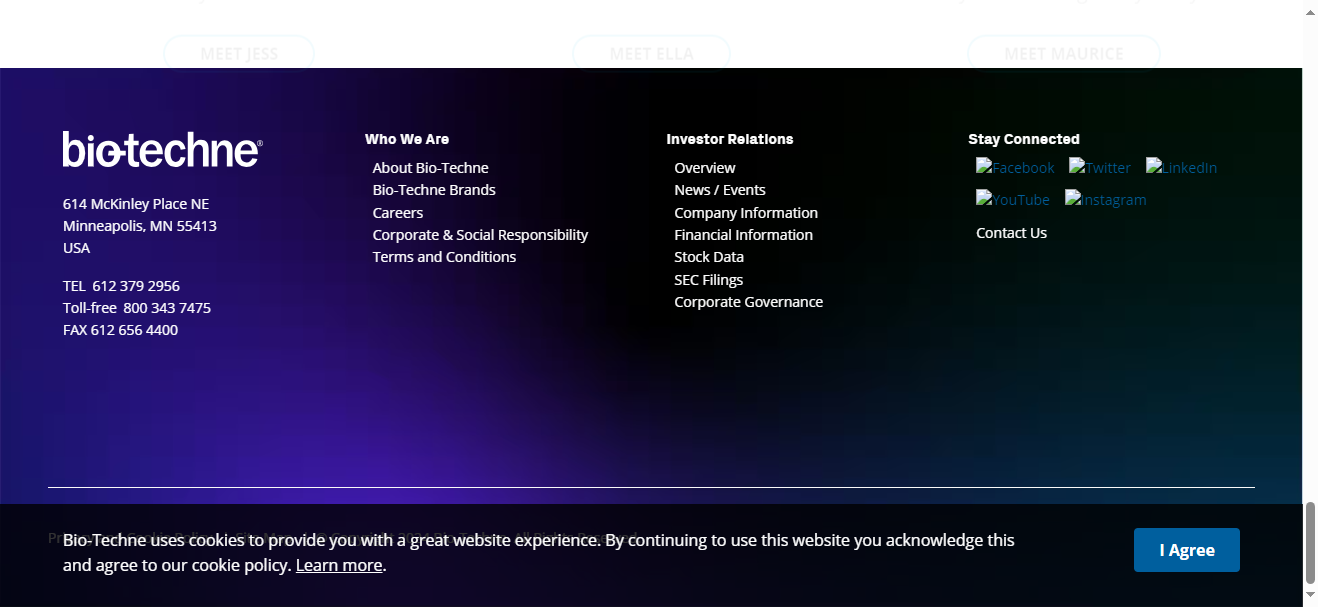 MEET JESS
MEET ELLA
MEET MAURICE
bio-techne®
614 McKinley Place NE
Minneapolis, MN 55413
USA
TEL 612 379 2956
Toll-free 800 343 7475
FAX 612 656 4400
Who We Are
About Bio-Techne
Bio-Techne Brands
Careers
Corporate & Social Responsibility
Terms and Conditions
Investor Relations
Overview
News / Events
Company Information
Financial Information
Stock Data
SEC Filings
Corporate Governance
Stay Connected
Facebook Twitter LinkedIn
YouTube Instagram
Contact Us
Bio-Techne uses cookies to provide you with a great website experience. By continuing to use this website you acknowledge this
and agree to our cookie policy. Learn more.
I Agree